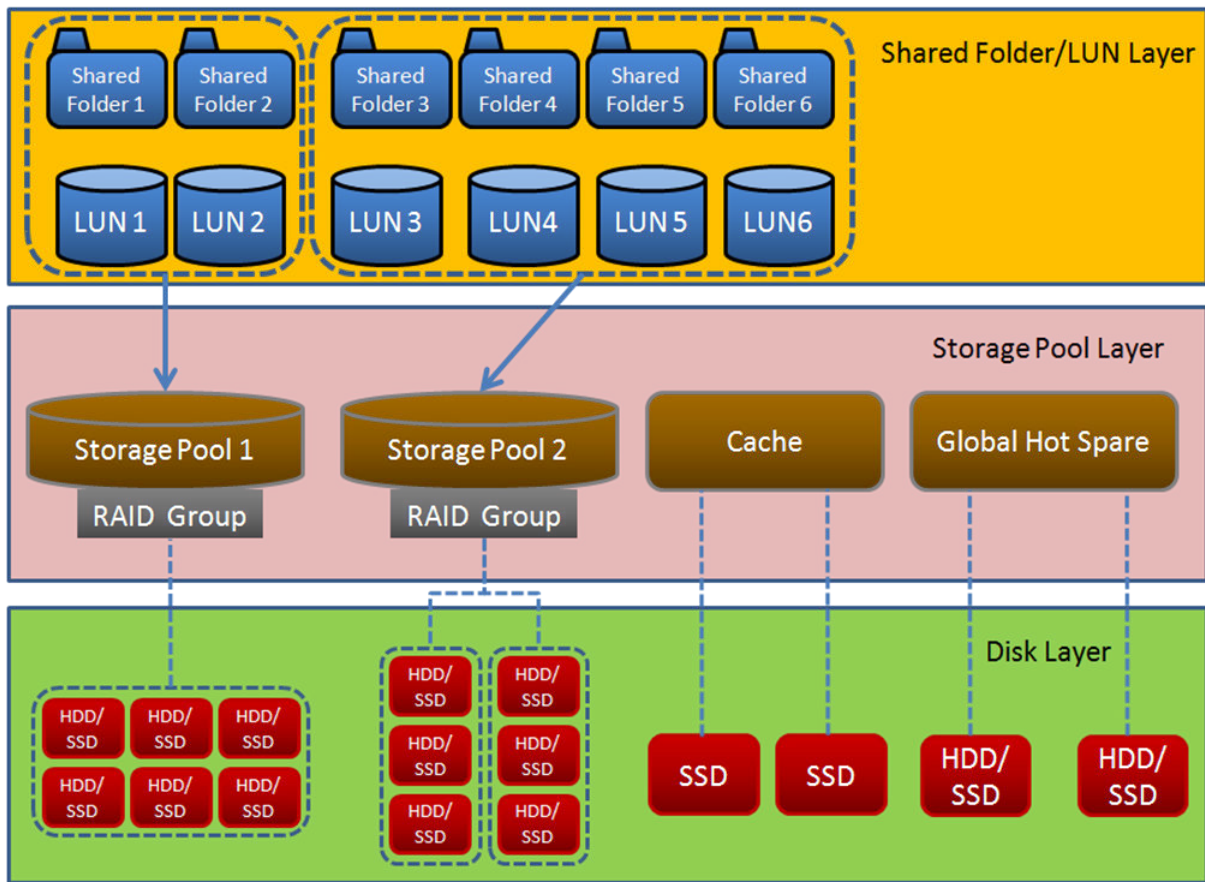 Shared Folder/LUN Layer
Shared
Folder 1
Shared
Folder 2
Shared
Folder 3
Shared
Folder 4
Shared
Folder 5
Shared
Folder 6
LUN 1
LUN 2
LUN 3
LUN4
LUN 5
LUN6
Storage Pool Layer
Storage Pool 1
RAID Group
Storage Pool 2
RAID Group
Cache
Global Hot Spare
Disk Layer
HDD/
SSD
HDD/
SSD
HDD/
SSD
HDD/
SSD
HDD/
SSD
HDD/
SSD
HDD/
SSD
HDD/
SSD
HDD/
SSD
HDD/
SSD
HDD/
SSD
HDD/
SSD
SSD
SSD
HDD/
SSD
HDD/
SSD